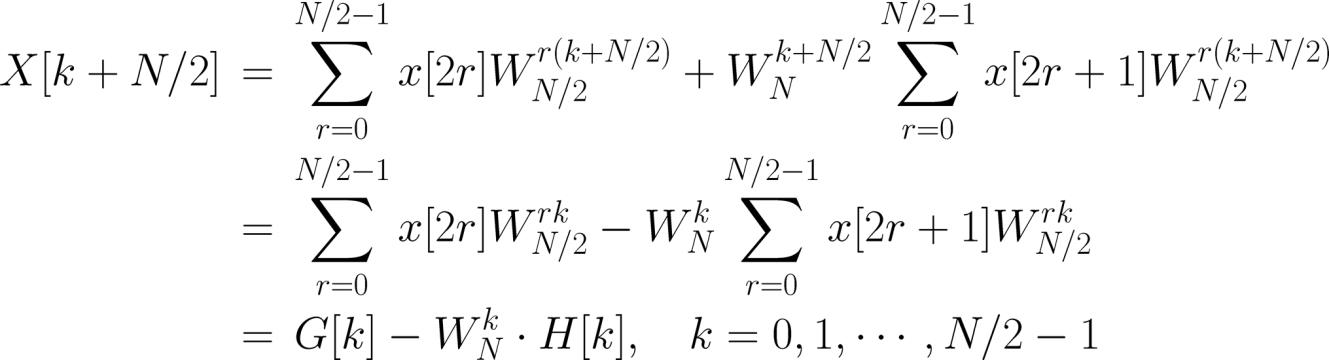 X[k + N/2] = \sum_{r=0}^{N/2-1} x[2r] W_{N/2}^{r(k+N/2)} + W_N^{k+N/2} \sum_{r=0}^{N/2-1} x[2r + 1] W_{N/2}^{r(k+N/2)}
= \sum_{r=0}^{N/2-1} x[2r] W_{N/2}^{rk} - W_N^k \sum_{r=0}^{N/2-1} x[2r + 1] W_{N/2}^{rk}
= G[k] - W_N^k \cdot H[k], \quad k = 0, 1, \cdots, N/2 - 1